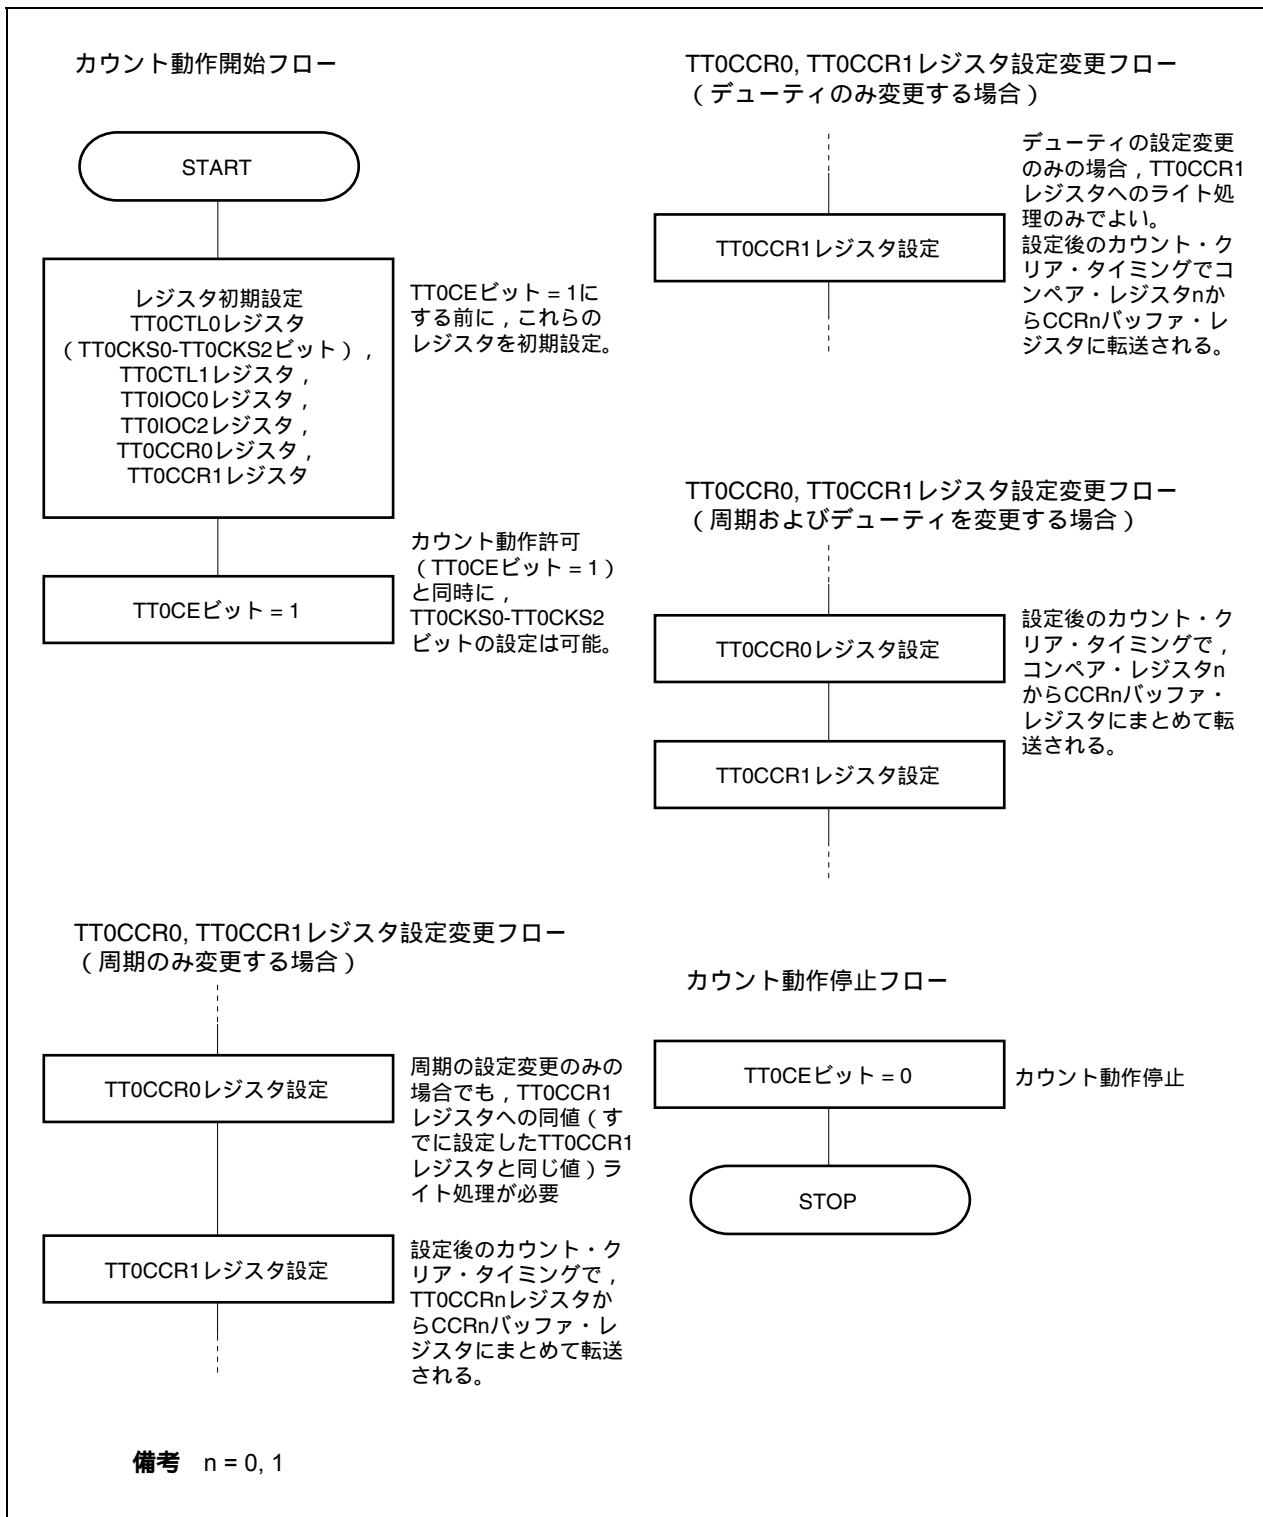 カウント動作開始フロー
START
レジスタ初期設定
TT0CTL0レジスタ
（TT0CKS0-TT0CKS2ビット），
TT0CTL1レジスタ，
TT0IOC0レジスタ，
TT0IOC2レジスタ，
TT0CCR0レジスタ，
TT0CCR1レジスタ
TT0CEビット = 1に
する前に，これらの
レジスタを初期設定。
TT0CEビット = 1
カウント動作許可
（TT0CEビット = 1）
と同時に，
TT0CKS0-TT0CKS2
ビットの設定は可能。
TT0CCR0, TT0CCR1レジスタ設定変更フロー
（周期のみ変更する場合）
TT0CCR0レジスタ設定
周期の設定変更のみの
場合でも，TT0CCR1
レジスタへの同値（す
でに設定したTT0CCR1
レジスタと同じ値）ラ
イト処理が必要
TT0CCR1レジスタ設定
設定後のカウント・ク
リア・タイミングで，
TT0CCRnレジスタか
らCCRnバッファ・レ
ジスタにまとめて転送
される。
TT0CCR0, TT0CCR1レジスタ設定変更フロー
（デューティのみ変更する場合）
TT0CCR1レジスタ設定
デューティの設定変更
のみの場合，TT0CCR1
レジスタへのライト処
理のみでよい。
設定後のカウント・ク
リア・タイミングでコ
ンペア・レジスタnか
らCCRnバッファ・レ
ジスタに転送される。
TT0CCR0, TT0CCR1レジスタ設定変更フロー
（周期およびデューティを変更する場合）
TT0CCR0レジスタ設定
設定後のカウント・ク
リア・タイミングで，
コンペア・レジスタn
からCCRnバッファ・
レジスタにまとめて転
送される。
TT0CCR1レジスタ設定
カウント動作停止フロー
TT0CEビット = 0
カウント動作停止
STOP
備考 n = 0, 1